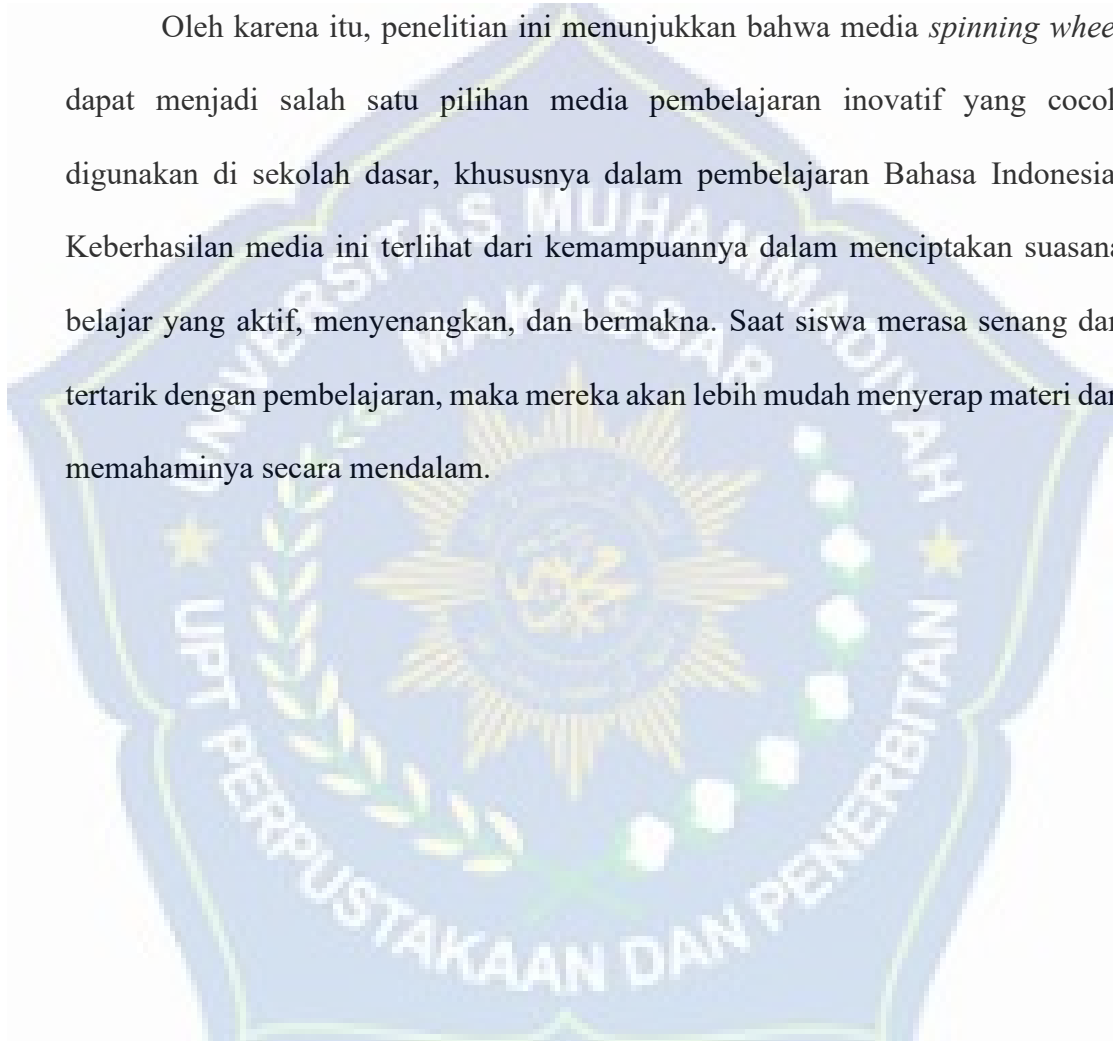 Oleh karena itu, penelitian ini menunjukkan bahwa media spinning whee
dapat menjadi salah satu pilihan media pembelajaran inovatif yang cocol
digunakan di sekolah dasar, khususnya dalam pembelajaran Bahasa Indonesia
Keberhasilan media ini terlihat dari kemampuannya dalam menciptakan suasana
belajar yang aktif, menyenangkan, dan bermakna. Saat siswa merasa senang dan
tertarik dengan pembelajaran, maka mereka akan lebih mudah menyerap materi dan
memahaminya secara mendalam.
UNIVERSITAS MUHAMMADIYAH
MAKASSAR
UPT PERPUSTAKAAN DAN PENERBITAN